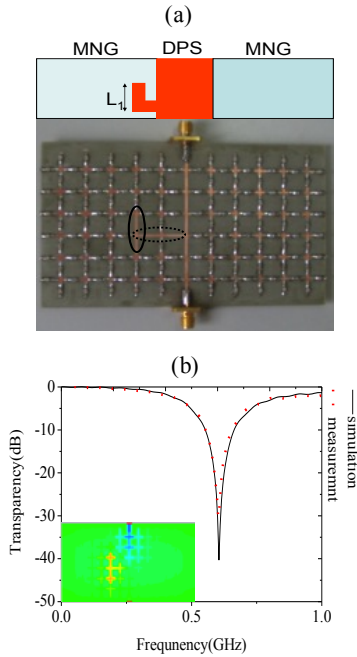 (a)
MNG DPS MNG
L1
(b)
Transparency(dB)
0
-10
-20
-30
-40
-50
0.0 0.5 1.0
Frequnency(GHz)
measuremnt
simulation